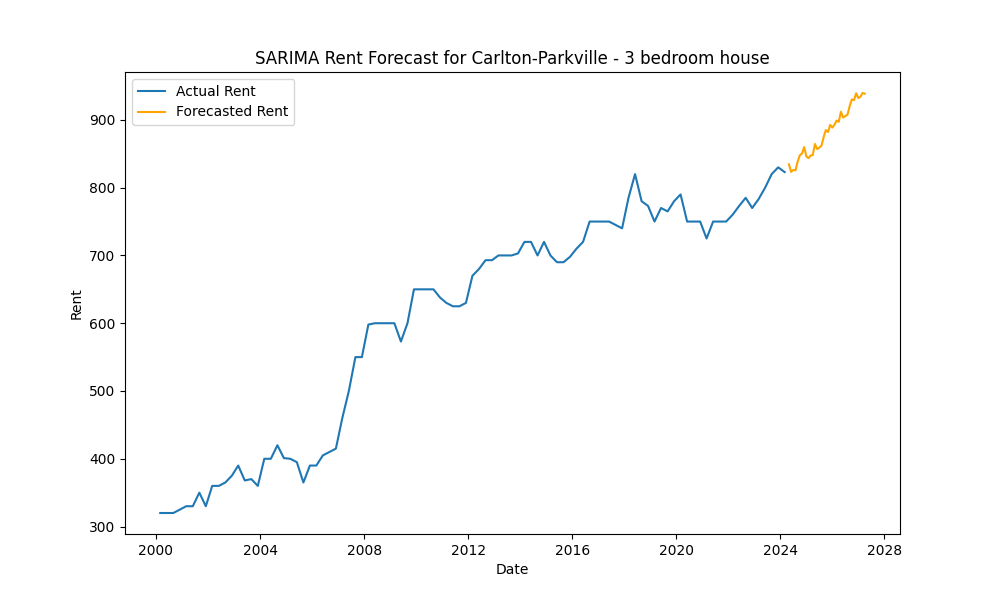 SARIMA Rent Forecast for Carlton-Parkville - 3 bedroom house
Actual Rent
Forecasted Rent
Rent
900
800
700
600
500
400
300
2000 2004 2008 2012 2016 2020 2024 2028
Date